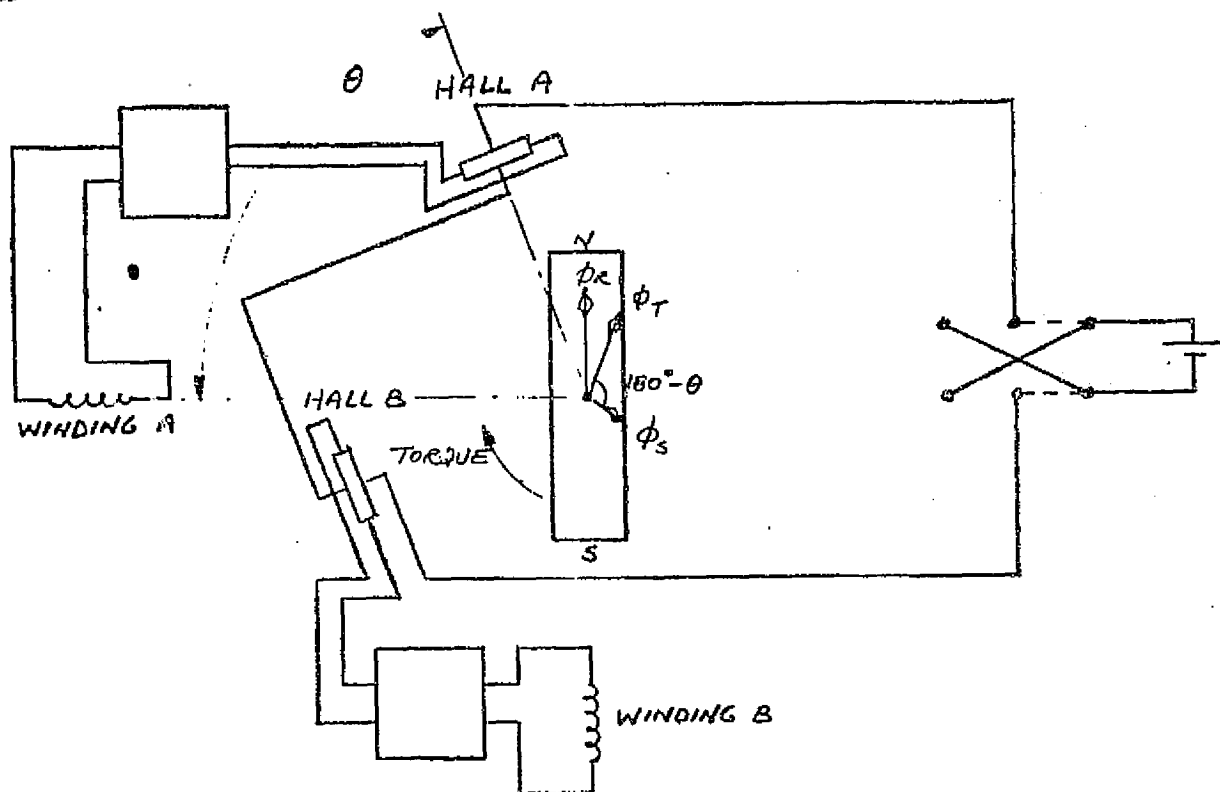 θ
HALL A
N
ϕR
ϕT
180°-θ
HALL B
ϕS
WINDING A
TORQUE
S
WINDING B